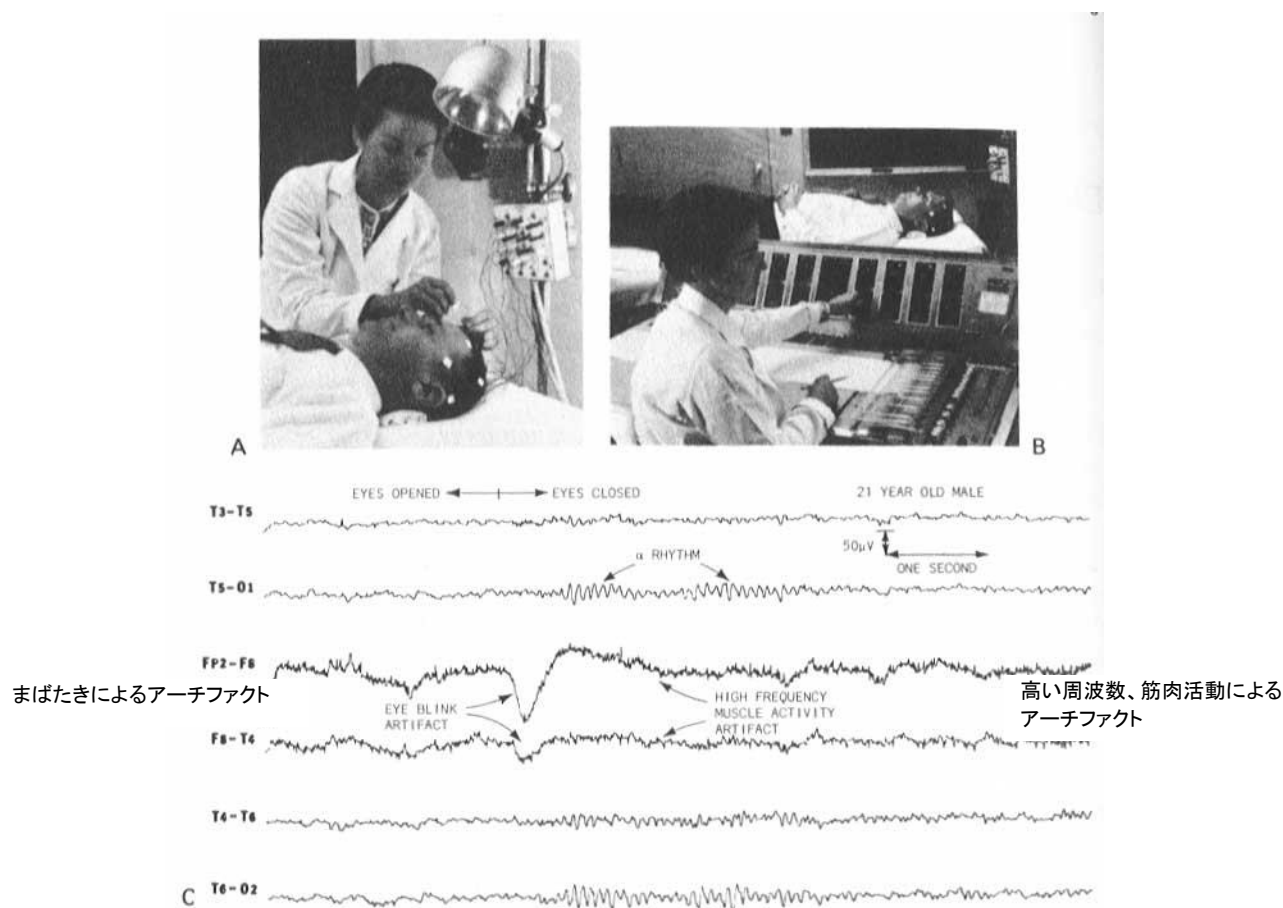 A
B
EYES OPENED
EYES CLOSED
21 YEAR OLD MALE
T3-T5
50μV
ONE SECOND
α RHYTHM
T5-O1
FP2-F8
まばたきによるアーチファクト
EYE BLINK
ARTIFACT
HIGH FREQUENCY
MUSCLE ACTIVITY
ARTIFACT
高い周波数、筋肉活動による
アーチファクト
F8-T4
T4-T6
C
T6-O2